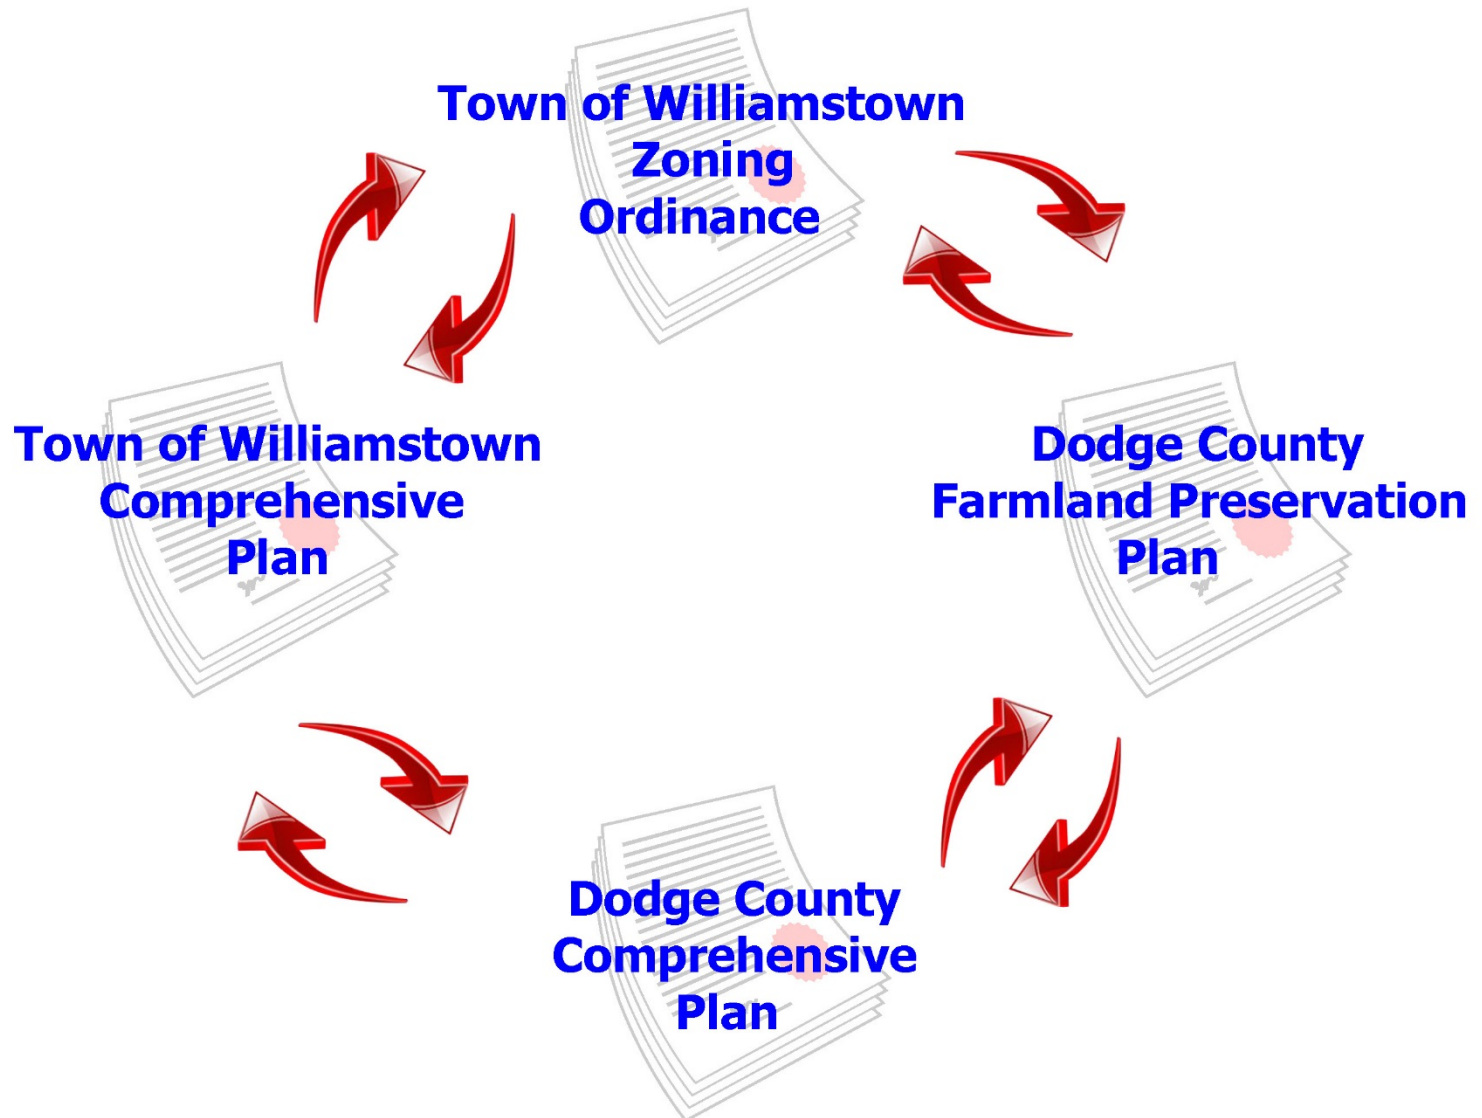 Town of Williamstown
Zoning
Ordinance
Town of Williamstown
Comprehensive
Plan
Dodge County
Farmland Preservation
Plan
Dodge County
Comprehensive
Plan